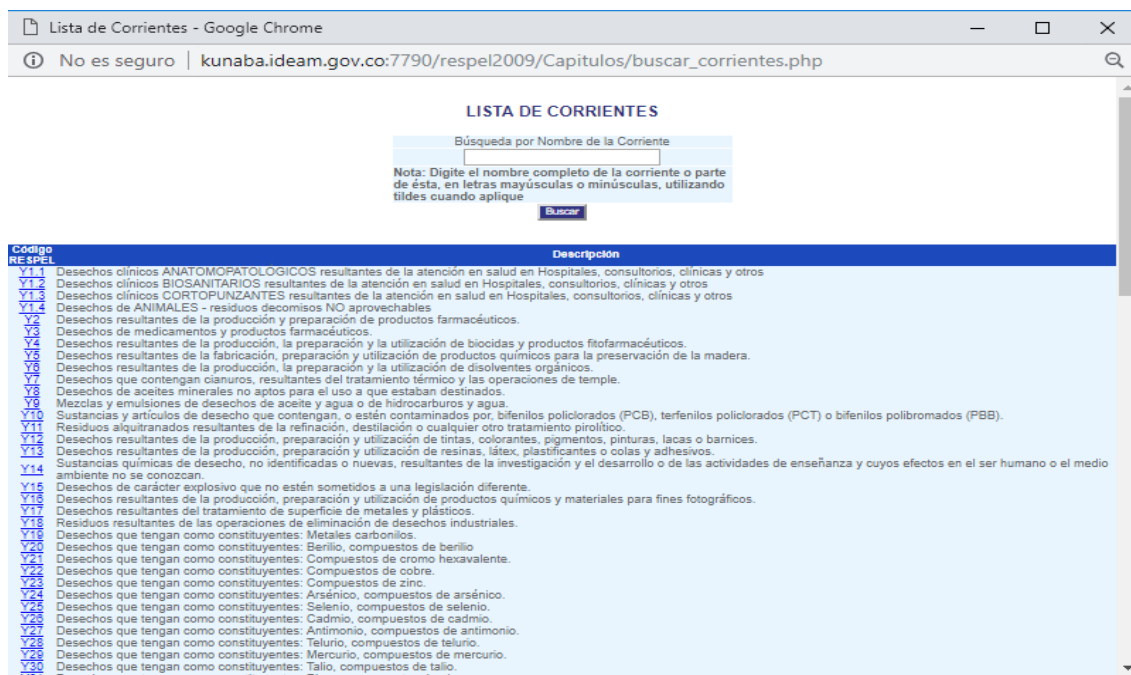 Lista de Corrientes - Google Chrome
No es seguro | kunaba.ideam.gov.co:7790/respel2009/Capitulos/buscar_corrientes.php
LISTA DE CORRIENTES
Búsqueda por Nombre de la Corriente
Nota: Digite el nombre completo de la corriente o parte
de ésta, en letras mayúsculas o minúsculas, utilizando
tildes cuando aplique
Buscar
Código RESPEL Descripción
Y1.1 Desechos clínicos ANATOMOPATOLOGICOS resultantes de la atención en salud en Hospitales, consultorios, clínicas y otros
Y1.2 Desechos clínicos BIOSANITARIOS resultantes de la atención en salud en Hospitales, consultorios, clínicas y otros
Y1.3 Desechos clínicos CORTOPUNZANTES resultantes de la atención en salud en Hospitales, consultorios, clínicas y otros
Y1.4 Desechos de ANIMALES - residuos decomisos NO aprovechables
Y2 Desechos resultantes de la producción y preparación de productos farmacéuticos.
Y3 Desechos de medicamentos y productos farmacéuticos.
Y4 Desechos resultantes de la producción, la preparación y la utilización de biocidas y productos fitofarmacéuticos.
Y5 Desechos resultantes de la fabricación, preparación y utilización de productos químicos para la preservación de la madera.
Y6 Desechos resultantes de la producción, la preparación y la utilización de disolventes orgánicos.
Y7 Desechos que contengan cianuros, resultantes del tratamiento térmico y las operaciones de temple.
Y8 Desechos de aceites minerales no aptos para el uso a que estaban destinados.
Y9 Mezclas y emulsiones de desechos de aceite y agua o de hidrocarburos y agua.
Y10 Sustancias y artículos de desecho que contengan, o estén contaminados por, bifenilos policlorados (PCB), terfenilos policlorados (PCT) o bifenilos polibromados (PBB).
Y11 Residuos alquitranados resultantes de la refinación, destilación o cualquier otro tratamiento pirolítico.
Y12 Desechos resultantes de la producción, preparación y utilización de tintas, colorantes, pigmentos, pinturas, lacas o barnices.
Y13 Desechos resultantes de la producción, preparación y utilización de resinas, látex, plastificantes o colas y adhesivos.
Y14 Sustancias químicas de desecho, no identificadas o nuevas, resultantes de la investigación y el desarrollo o de las actividades de enseñanza y cuyos efectos en el ser humano o el medio
ambiente no se conozcan.
Y15 Desechos de carácter explosivo que no estén sometidos a una legislación diferente.
Y16 Desechos resultantes de la producción, preparación y utilización de productos químicos y materiales para fines fotográficos.
Y17 Desechos resultantes del tratamiento de superficie de metales y plásticos.
Y18 Residuos resultantes de las operaciones de eliminación de desechos industriales.
Y19 Desechos que tengan como constituyentes: Metales carbonilos.
Y20 Desechos que tengan como constituyentes: Berilio, compuestos de berilio
Y21 Desechos que tengan como constituyentes: Compuestos de cromo hexavalente.
Y22 Desechos que tengan como constituyentes: Compuestos de cobre.
Y23 Desechos que tengan como constituyentes: Compuestos de zinc.
Y24 Desechos que tengan como constituyentes: Arsénico, compuestos de arsénico.
Y25 Desechos que tengan como constituyentes: Selenio, compuestos de selenio.
Y26 Desechos que tengan como constituyentes: Cadmio, compuestos de cadmio.
Y27 Desechos que tengan como constituyentes: Antimonio, compuestos de antimonio.
Y28 Desechos que tengan como constituyentes: Telurio, compuestos de telurio.
Y29 Desechos que tengan como constituyentes: Mercurio, compuestos de mercurio.
Y30 Desechos que tengan como constituyentes: Talio, compuestos de talio.